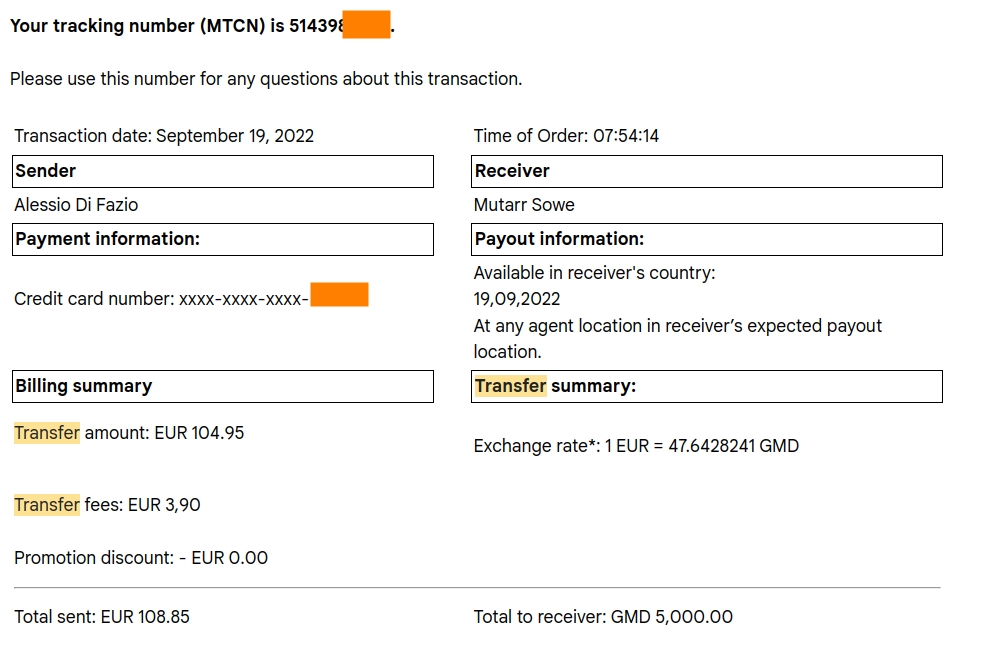 Your tracking number (MTCN) is 514398 .
Please use this number for any questions about this transaction.
Transaction date: September 19, 2022
Time of Order: 07:54:14
Sender
Receiver
Alessio Di Fazio
Mutarr Sowe
Payment information:
Payout information:
Credit card number: xxxx-xxxx-xxxx-
Available in receiver's country:
19,09,2022
At any agent location in receiver’s expected payout
location.
Billing summary
Transfer summary:
Transfer amount: EUR 104.95
Exchange rate*: 1 EUR = 47.6428241 GMD
Transfer fees: EUR 3,90
Promotion discount: - EUR 0.00
Total sent: EUR 108.85
Total to receiver: GMD 5,000.00